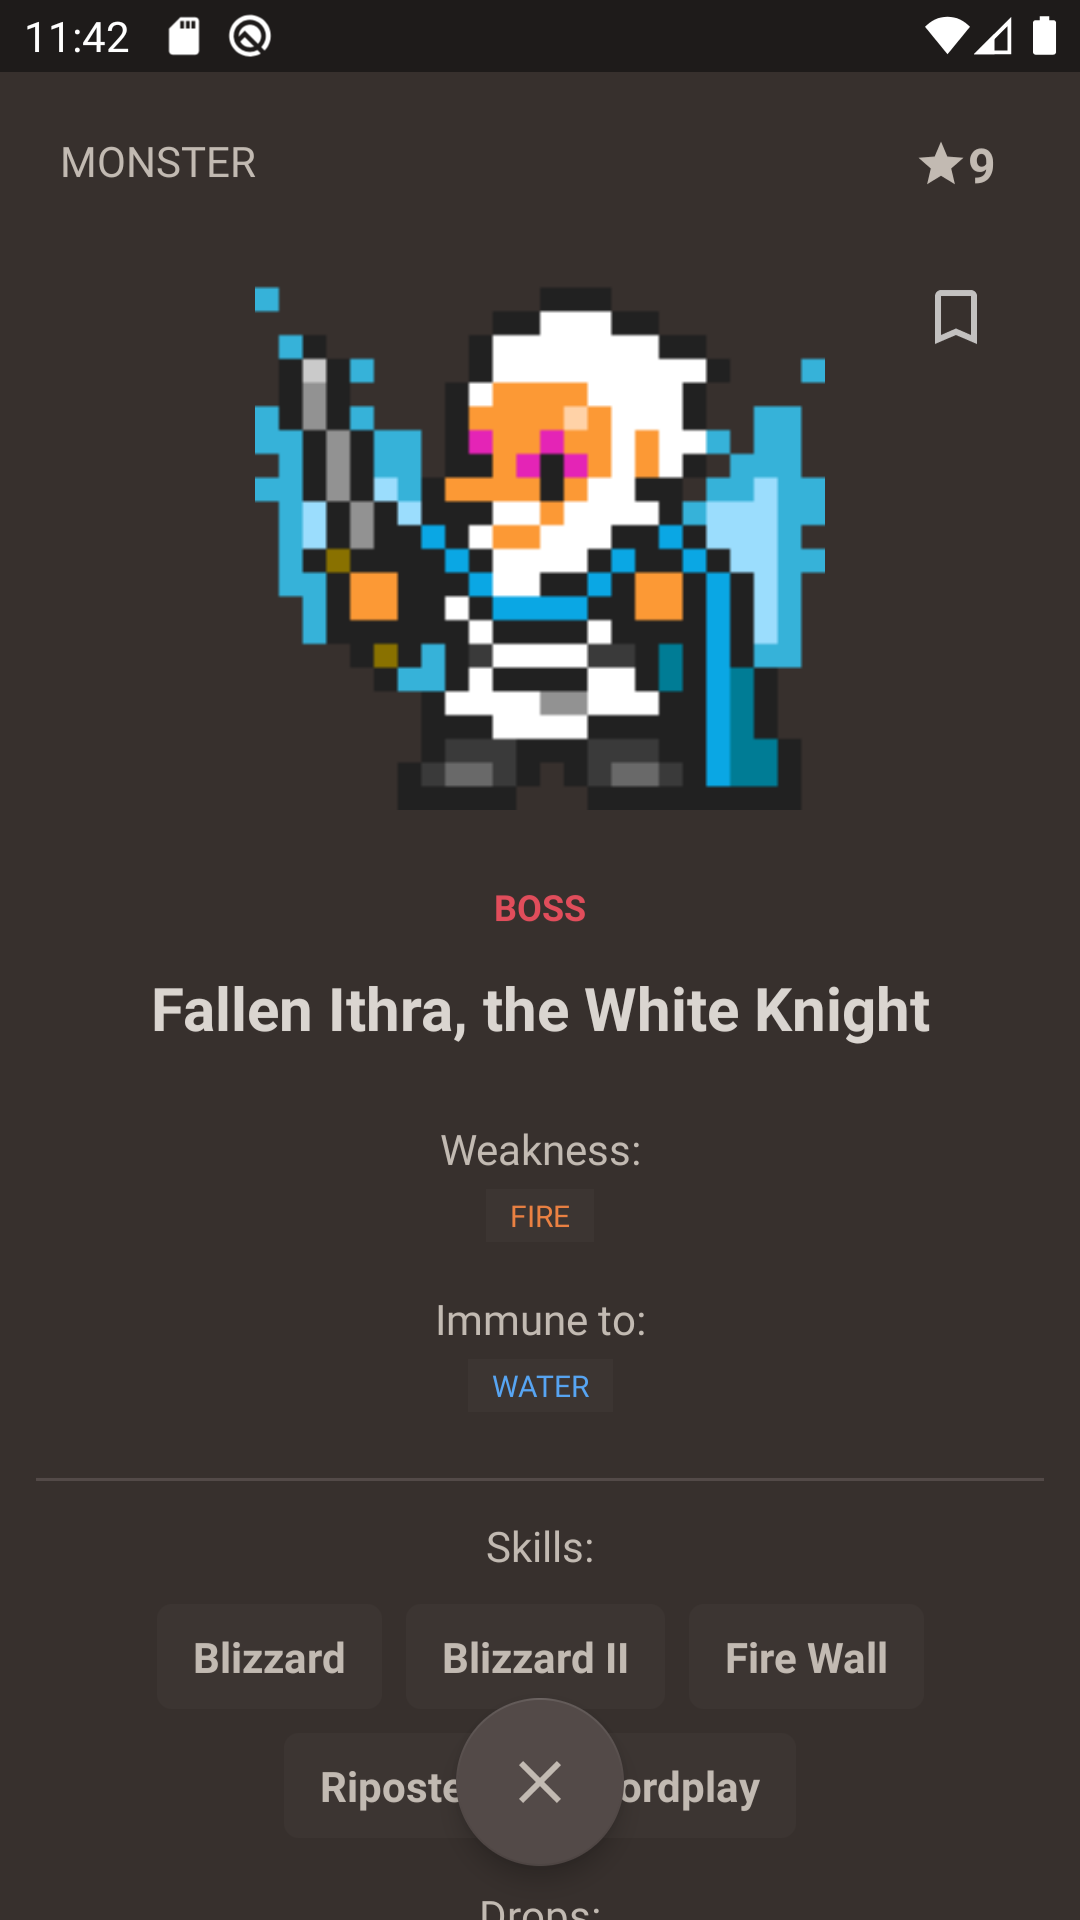 11:42
MONSTER
9
BOSS
Fallen Ithra, the White Knight
Weakness:
FIRE
Immune to:
WATER
Skills:
Blizzard Blizzard II Fire Wall
Riposte ordplay
Drops: